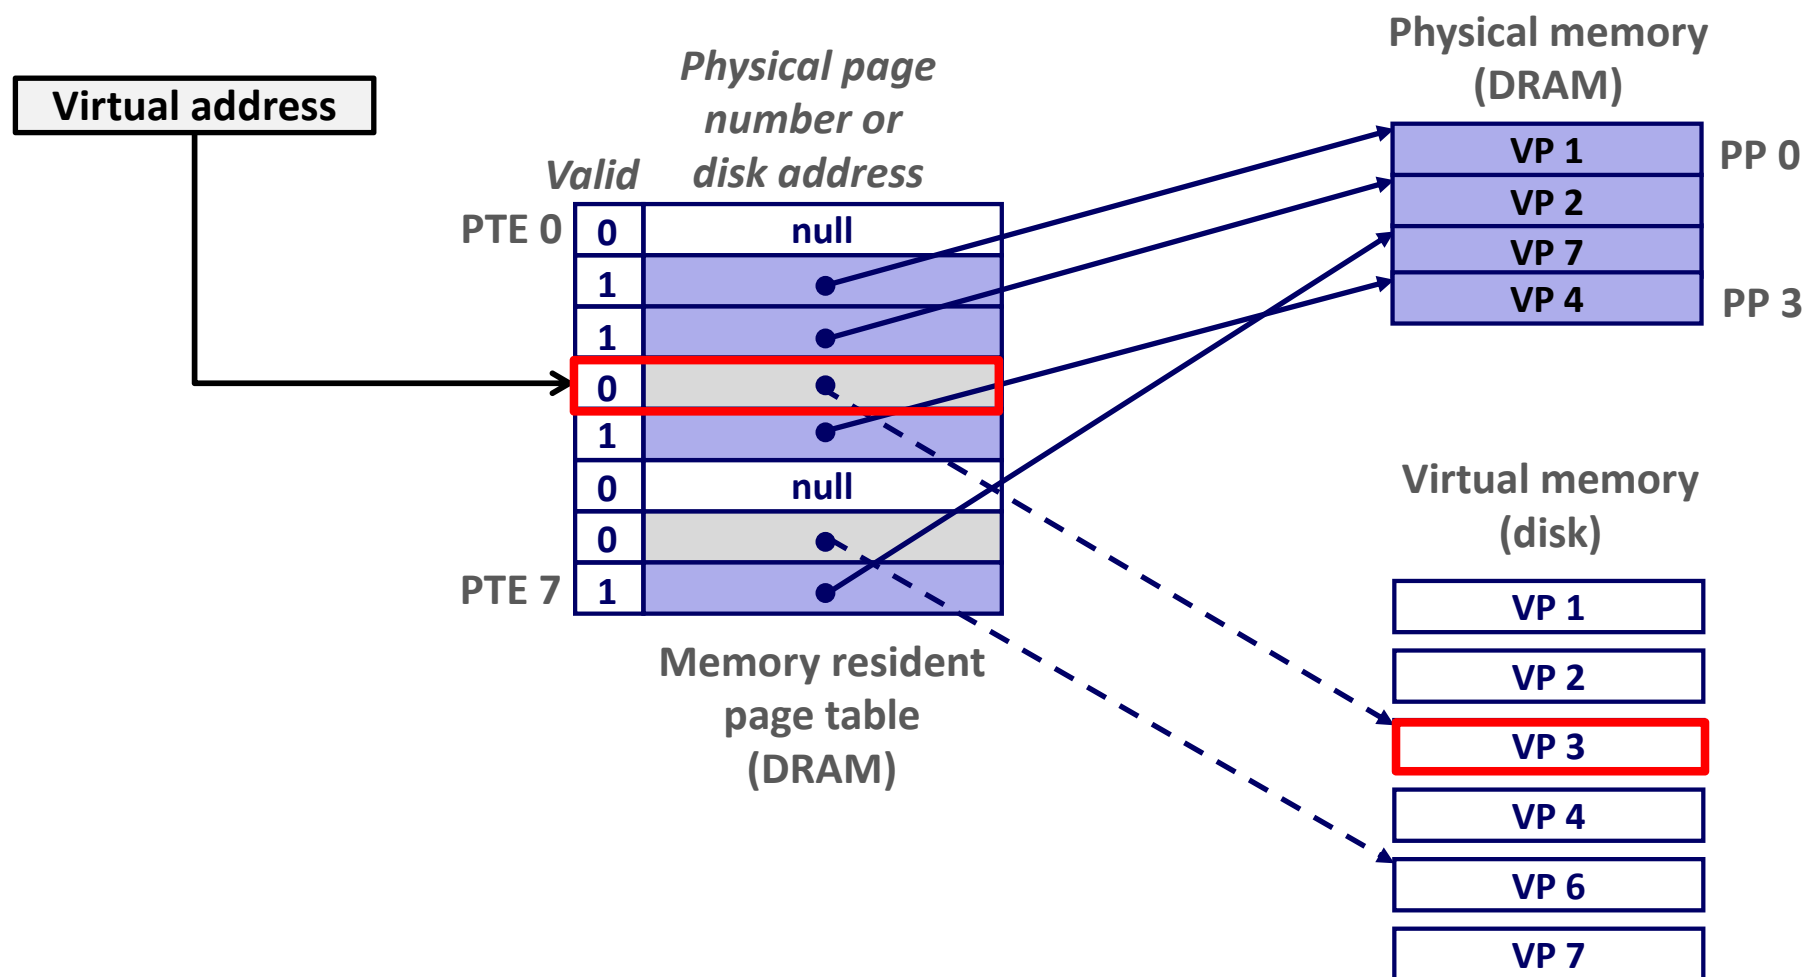 Virtual address
Physical page
number or
disk address
Valid
PTE 0
0
null
1
1
0
1
0
null
0
PTE 7
1
Memory resident
page table
(DRAM)
Physical memory
(DRAM)
VP 1
PP 0
VP 2
VP 7
VP 4
PP 3
Virtual memory
(disk)
VP 1
VP 2
VP 3
VP 4
VP 6
VP 7